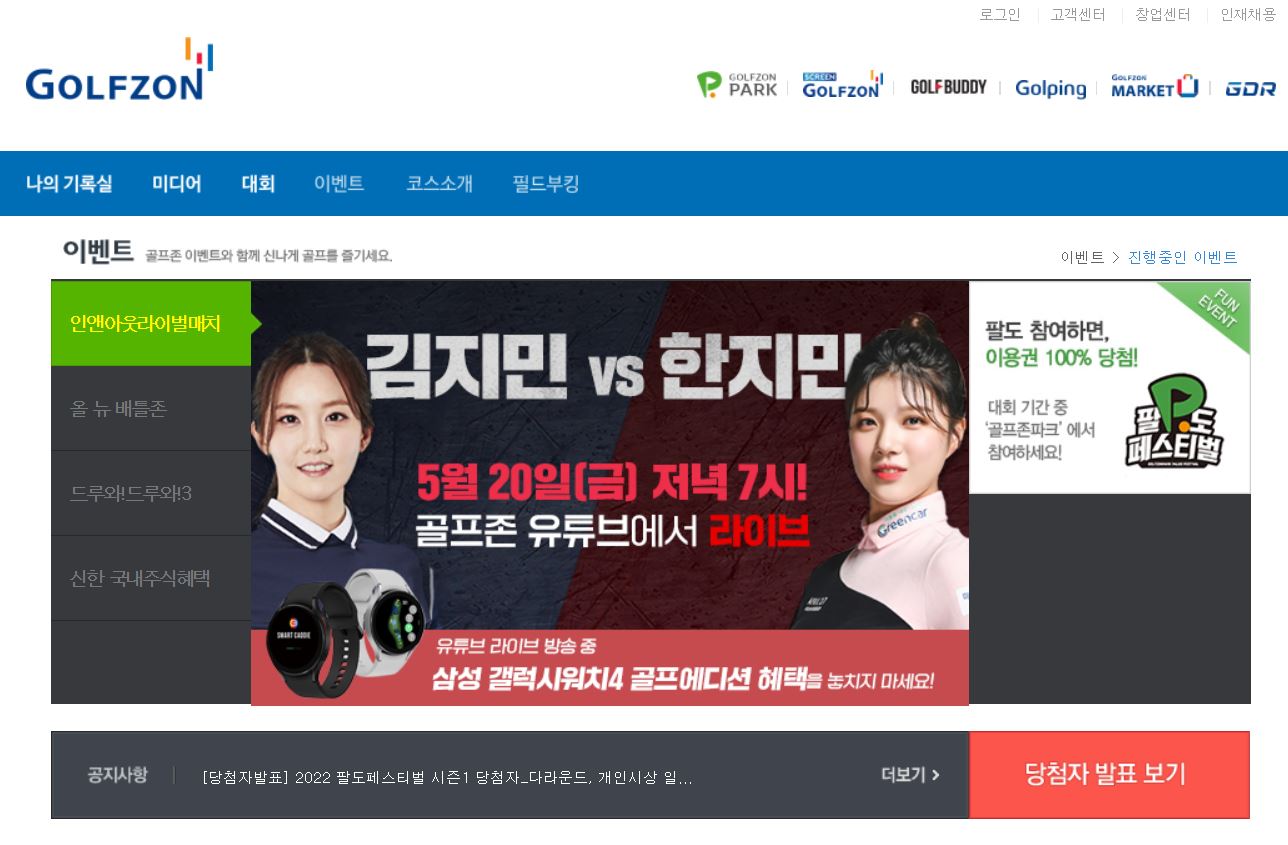 로그인
고객센터
창업센터
인재채용
GOLFZON
GOLFZON PARK
SCREEN GOLFZON
GOLFBUDDY
Golping
GOLFZON MARKET
GDR
나의 기록실
미디어
대회
이벤트
코스소개
필드부킹
이벤트 골프존 이벤트와 함께 신나게 골프를 즐기세요.
이벤트 > 진행중인 이벤트
인앤아웃라이벌매치
올 뉴 배틀존
드루와!드루와!3
신한 국내주식혜택
김지민 vs 한지민
5월 20일(금) 저녁 7시!
골프존 유튜브에서 라이브
Greencar
SMART CADDIE
유튜브 라이브 방송 중
삼성 갤럭시워치4 골프에디션 혜택을 놓치지 마세요!
FUN
EVENT
팔도 참여하면,
이용권 100% 당첨!
대회 기간 중
‘골프존파크’ 에서
참여하세요!
팔P도
페스티벌
공지사항
[당첨자발표] 2022 팔도페스티벌 시즌1 당첨자_다라운드, 개인시상 일...
더보기 >
당첨자 발표 보기